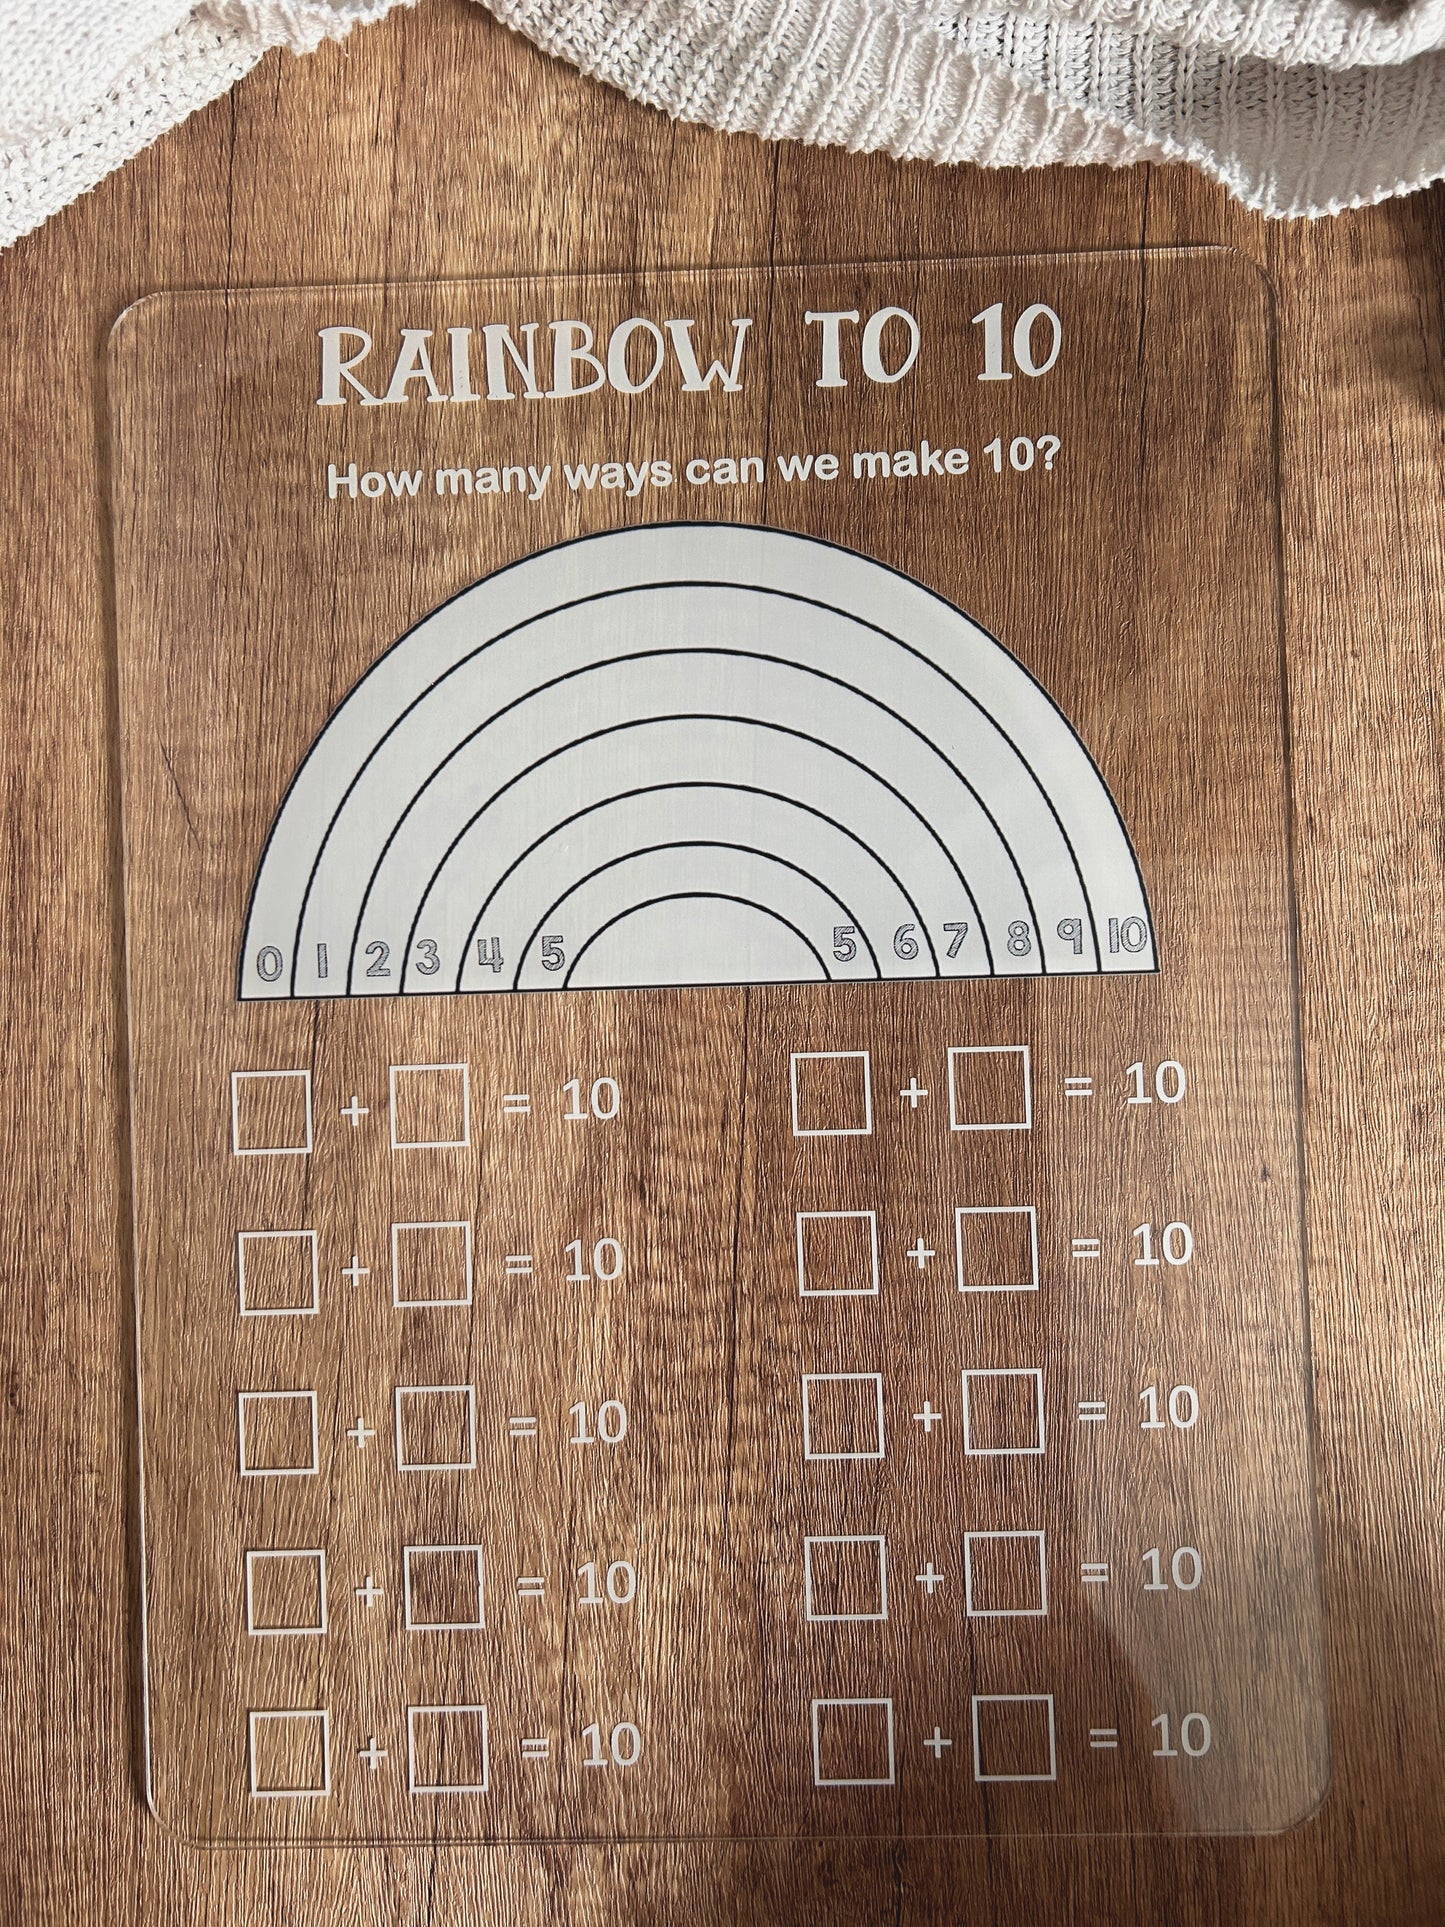 RAINBOW TO 10
How many ways can we make 10?
0 1 2 3 4 5 5 6 7 8 9 10
+ = 10 + = 10
+ = 10 + = 10
+ = 10 + = 10
+ = 10 + = 10
+ = 10 + = 10